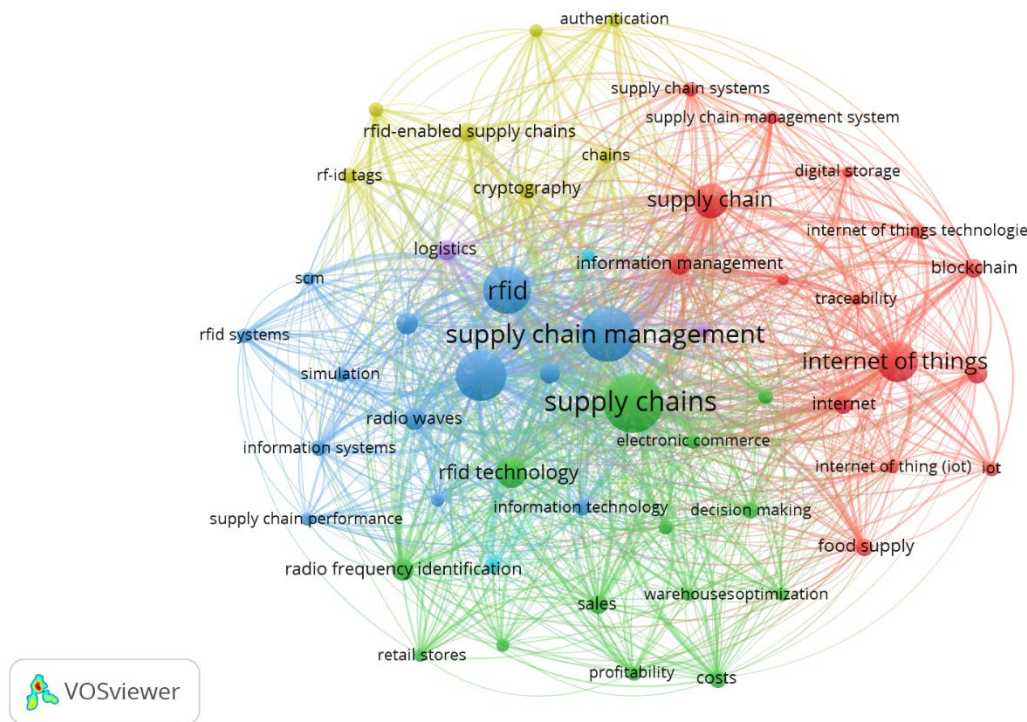 authentication
supply chain systems
supply chain management system
rfid-enabled supply chains
chains
digital storage
rf-id tags
cryptography
supply chain
internet of things technologie
logistics
information management
blockchain
scm
rfid
traceability
rfid systems
supply chain management
internet of things
simulation
supply chains
internet
radio waves
electronic commerce
information systems
rfid technology
internet of thing (iot)
iot
supply chain performance
information technology
decision making
food supply
radio frequency identification
warehouses
optimization
sales
retail stores
profitability
costs
VOSviewer